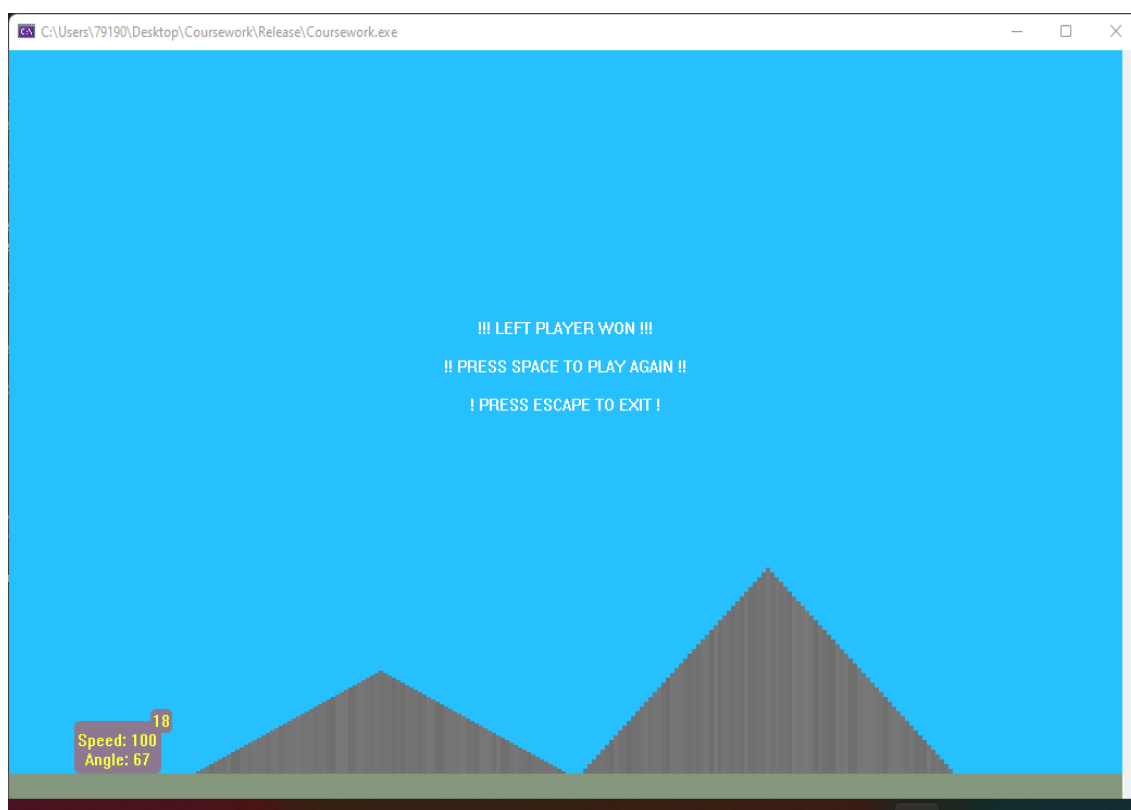 C:\Users\79190\Desktop\Coursework\Release\Coursework.exe
!!! LEFT PLAYER WON !!!
!! PRESS SPACE TO PLAY AGAIN !!
! PRESS ESCAPE TO EXIT !
18
Speed: 100
Angle: 67